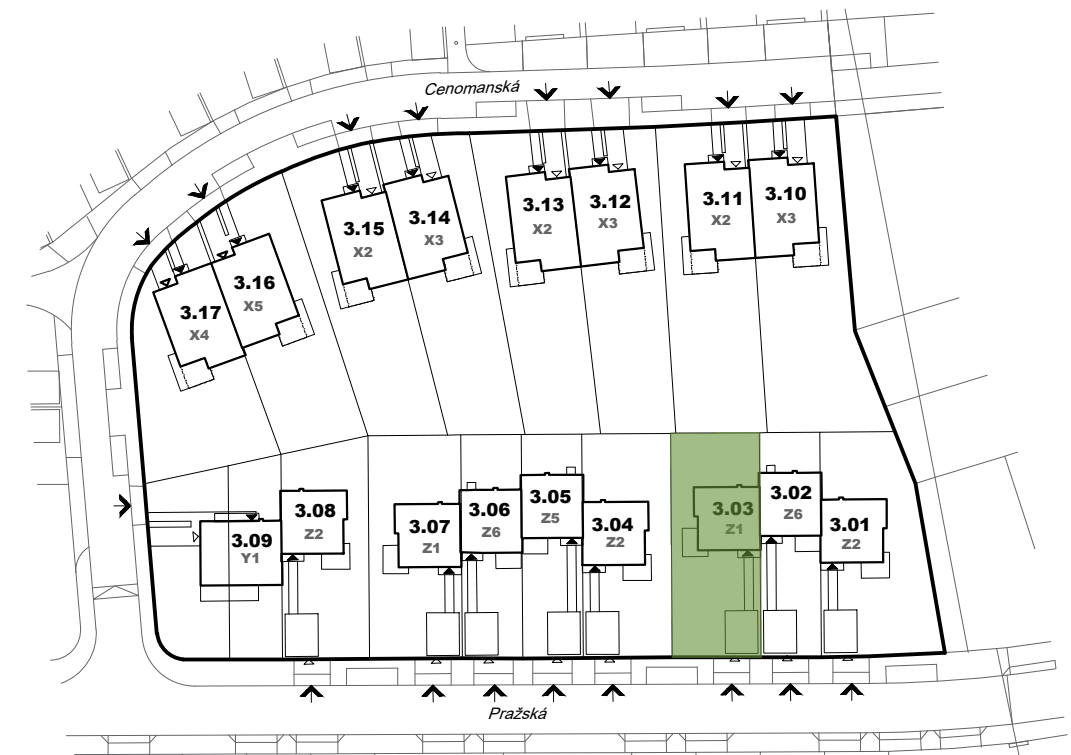 Cenomanská
3.17
X4
3.16
X5
3.15
X2
3.14
X3
3.13
X2
3.12
X3
3.11
X2
3.10
X3
3.09
Y1
3.08
Z2
3.07
Z1
3.06
Z6
3.05
Z5
3.04
Z2
3.03
Z1
3.02
Z6
3.01
Z2
Pražská